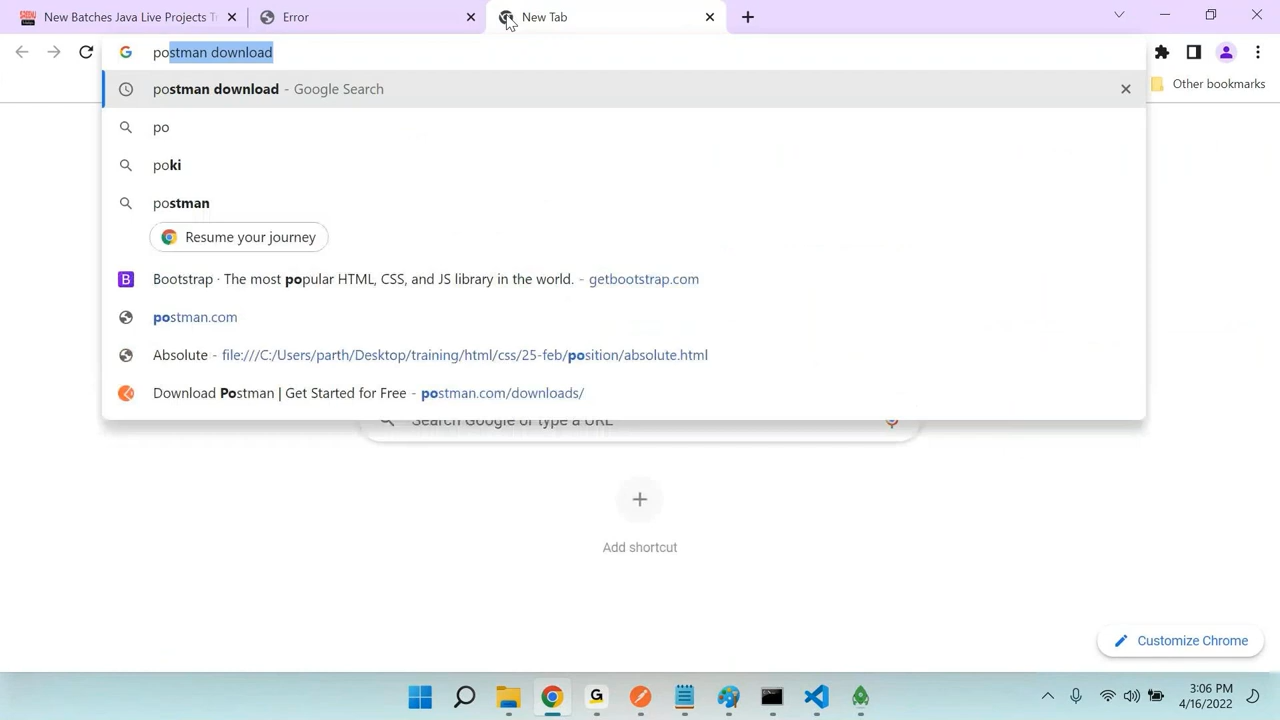 New Batches Java Live Projects T
Error
New Tab
postman download
Other bookmarks
postman download - Google Search
po
poki
postman
Resume your journey
B
Bootstrap · The most popular HTML, CSS, and JS library in the world. - getbootstrap.com
postman.com
Absolute - file:///C:/Users/parth/Desktop/training/html/css/25-feb/position/absolute.html
Download Postman | Get Started for Free - postman.com/downloads/
Search Google or type a URL
Add shortcut
Customize Chrome
G
3:06 PM
4/16/2022